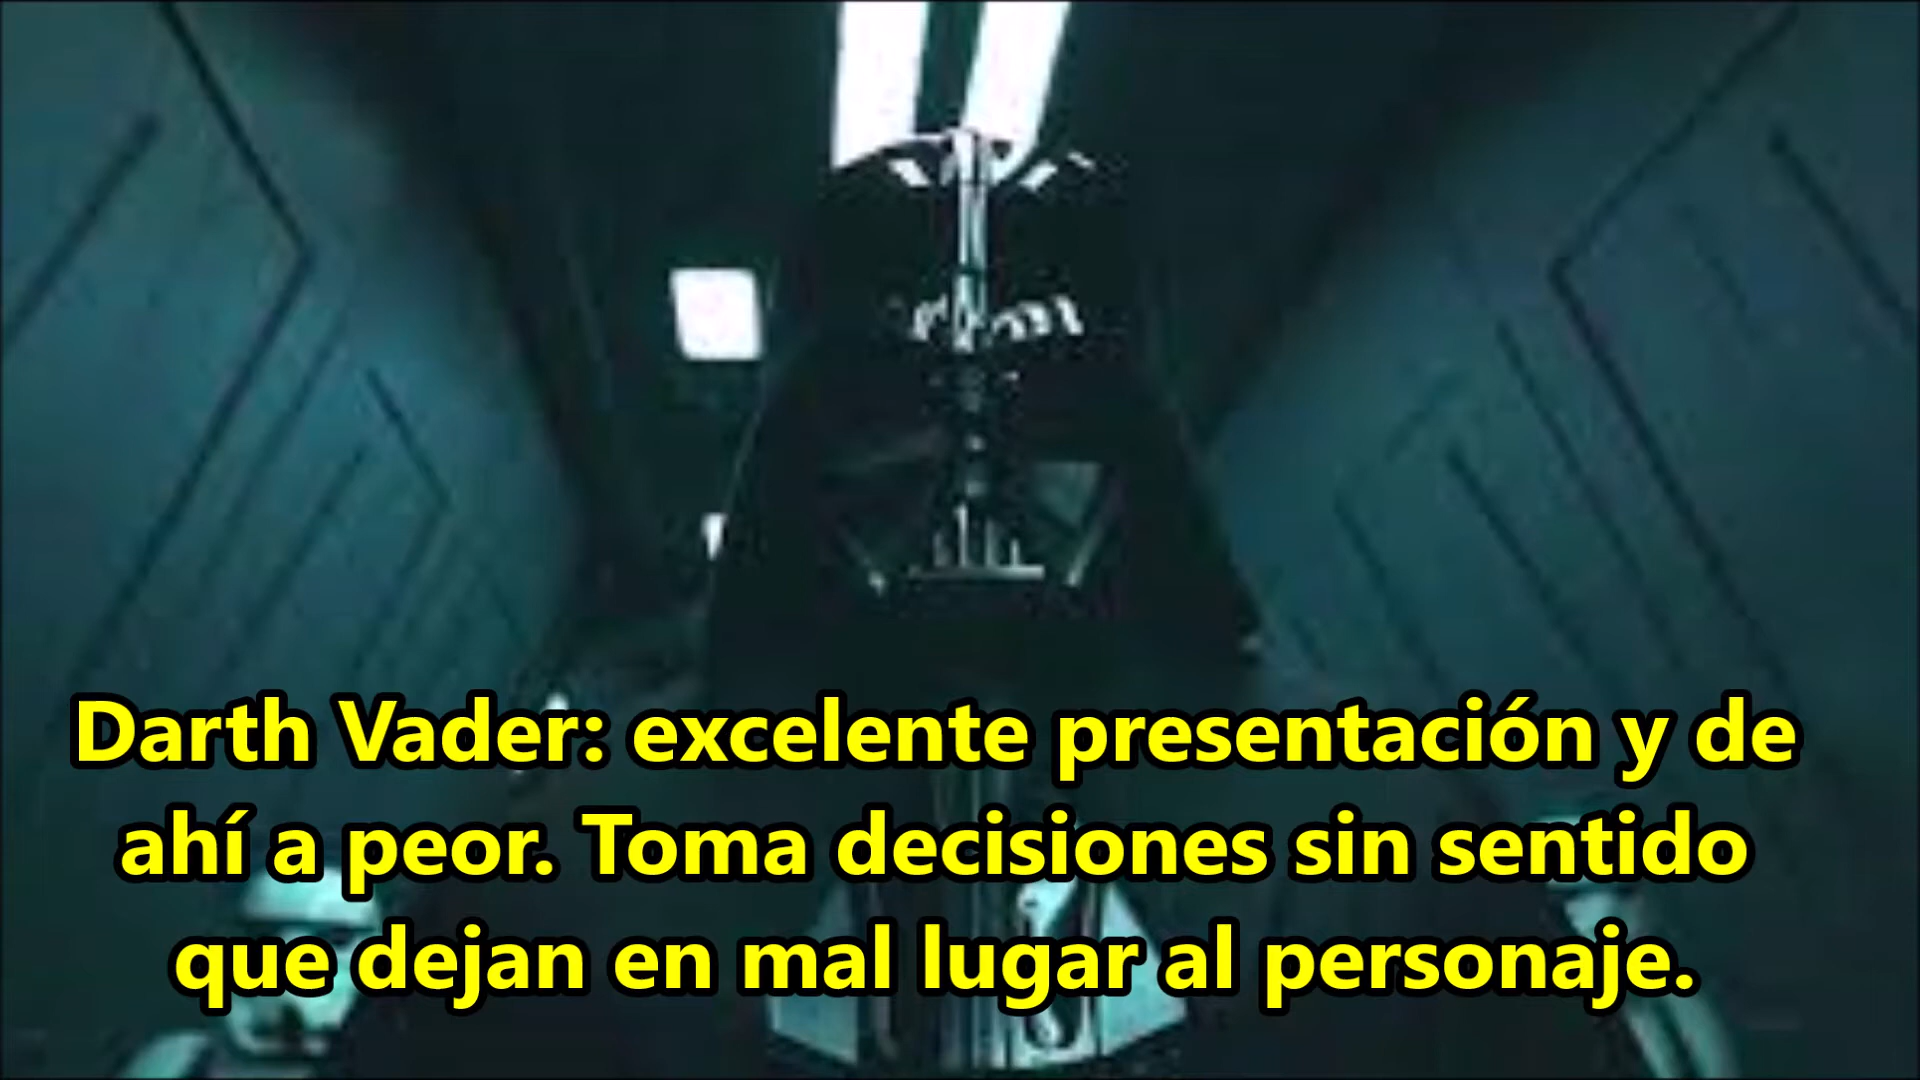 Darth Vader: excelente presentación y de
ahí a peor. Toma decisiones sin sentido
que dejan en mal lugar al personaje.